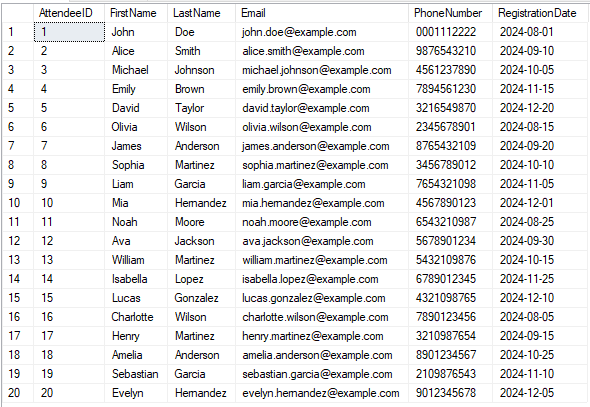 AttendeeID FirstName LastName Email PhoneNumber RegistrationDate
1 1 John Doe john.doe@example.com 0001112222 2024-08-01
2 2 Alice Smith alice.smith@example.com 9876543210 2024-09-10
3 3 Michael Johnson michael.johnson@example.com 4561237890 2024-10-05
4 4 Emily Brown emily.brown@example.com 7894561230 2024-11-15
5 5 David Taylor david.taylor@example.com 3216549870 2024-12-20
6 6 Olivia Wilson olivia.wilson@example.com 2345678901 2024-08-15
7 7 James Anderson james.anderson@example.com 8765432109 2024-09-20
8 8 Sophia Martinez sophia.martinez@example.com 3456789012 2024-10-10
9 9 Liam Garcia liam.garcia@example.com 7654321098 2024-11-05
10 10 Mia Hernandez mia.hernandez@example.com 4567890123 2024-12-01
11 11 Noah Moore noah.moore@example.com 6543210987 2024-08-25
12 12 Ava Jackson ava.jackson@example.com 5678901234 2024-09-30
13 13 William Martinez william.martinez@example.com 5432109876 2024-10-15
14 14 Isabella Lopez isabella.lopez@example.com 6789012345 2024-11-25
15 15 Lucas Gonzalez lucas.gonzalez@example.com 4321098765 2024-12-10
16 16 Charlotte Wilson charlotte.wilson@example.com 7890123456 2024-08-05
17 17 Henry Martinez henry.martinez@example.com 3210987654 2024-09-15
18 18 Amelia Anderson amelia.anderson@example.com 8901234567 2024-10-25
19 19 Sebastian Garcia sebastian.garcia@example.com 2109876543 2024-11-10
20 20 Evelyn Hernandez evelyn.hernandez@example.com 9012345678 2024-12-05